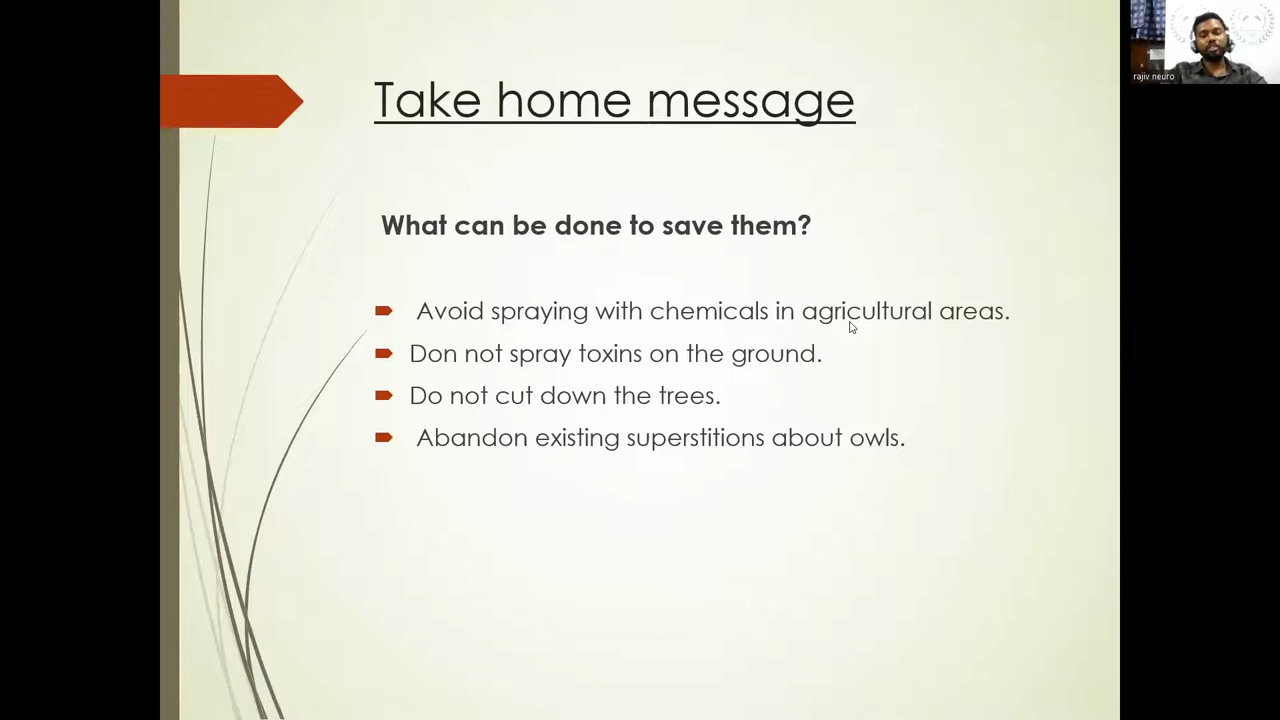 Take home message
What can be done to save them?
Avoid spraying with chemicals in agricultural areas.
Don not spray toxins on the ground.
Do not cut down the trees.
Abandon existing superstitions about owls.
rajiv neuro